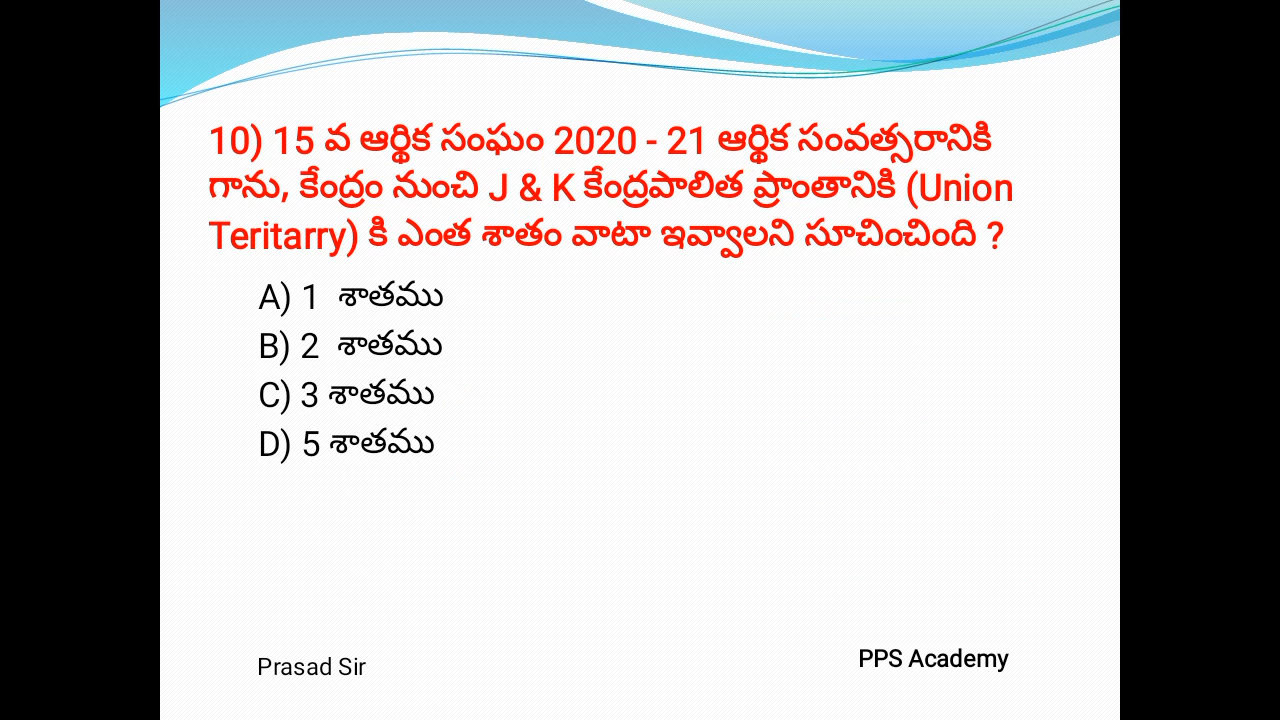 10) 15 వ ఆర్థిక సంఘం 2020 - 21 ఆర్థిక సంవత్సరానికి
గాను, కేంద్రం నుంచి J & K కేంద్రపాలిత ప్రాంతానికి (Union
Teritarry) కి ఎంత శాతం వాటా ఇవ్వాలని సూచించింది ?
A) 1 శాతము
B) 2 శాతము
C) 3 శాతము
D) 5 శాతము
Prasad Sir
PPS Academy